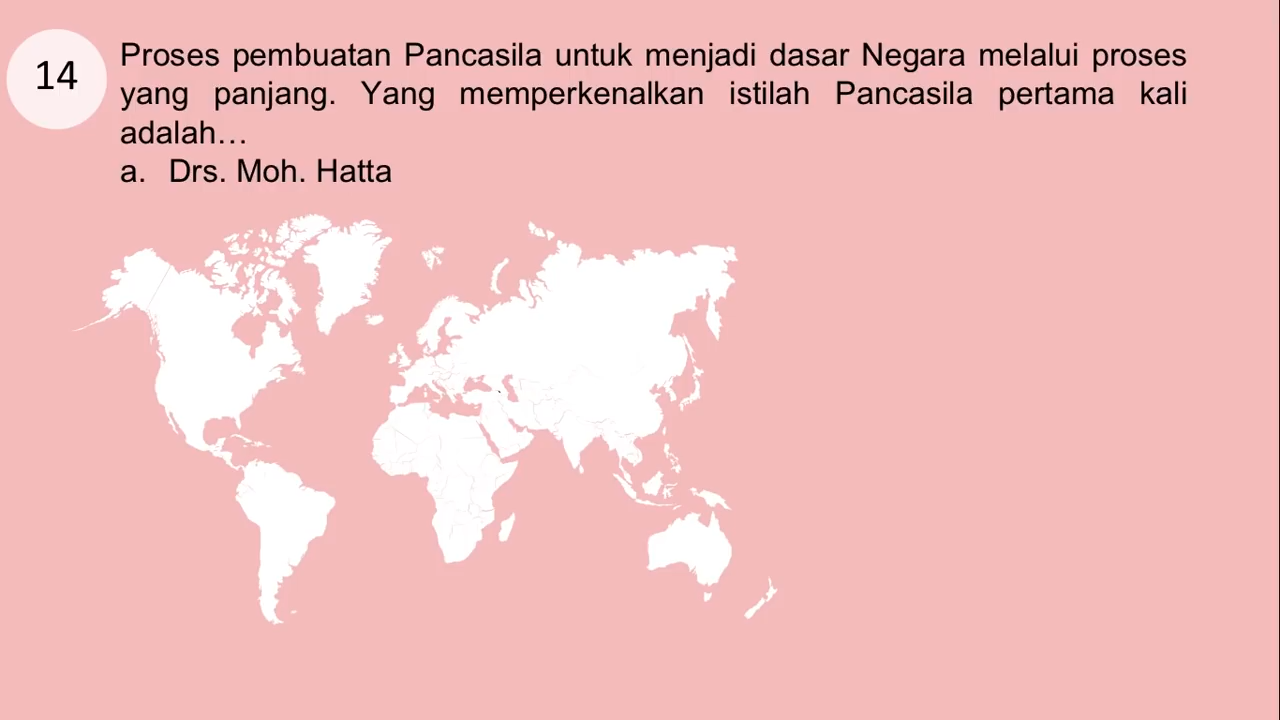 14
Proses pembuatan Pancasila untuk menjadi dasar Negara melalui proses
yang panjang. Yang memperkenalkan istilah Pancasila pertama kali
adalah…
a. Drs. Moh. Hatta